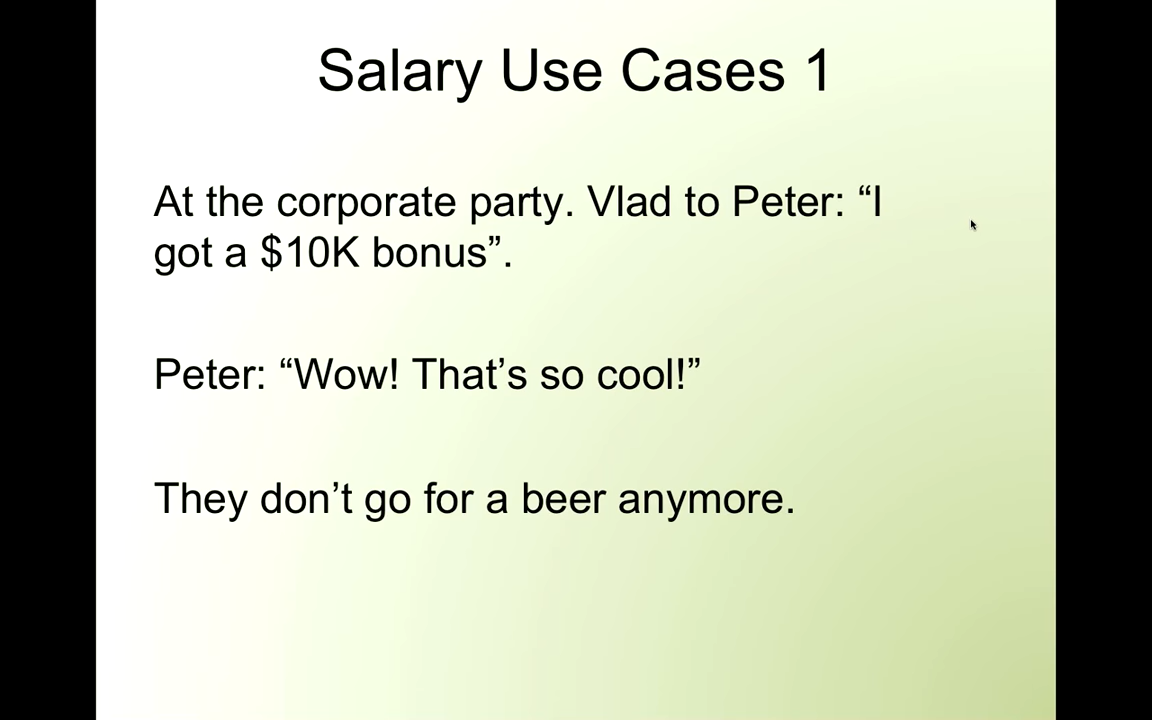 Salary Use Cases 1
At the corporate party. Vlad to Peter: “I
got a $10K bonus”.
Peter: “Wow! That’s so cool!”
They don’t go for a beer anymore.